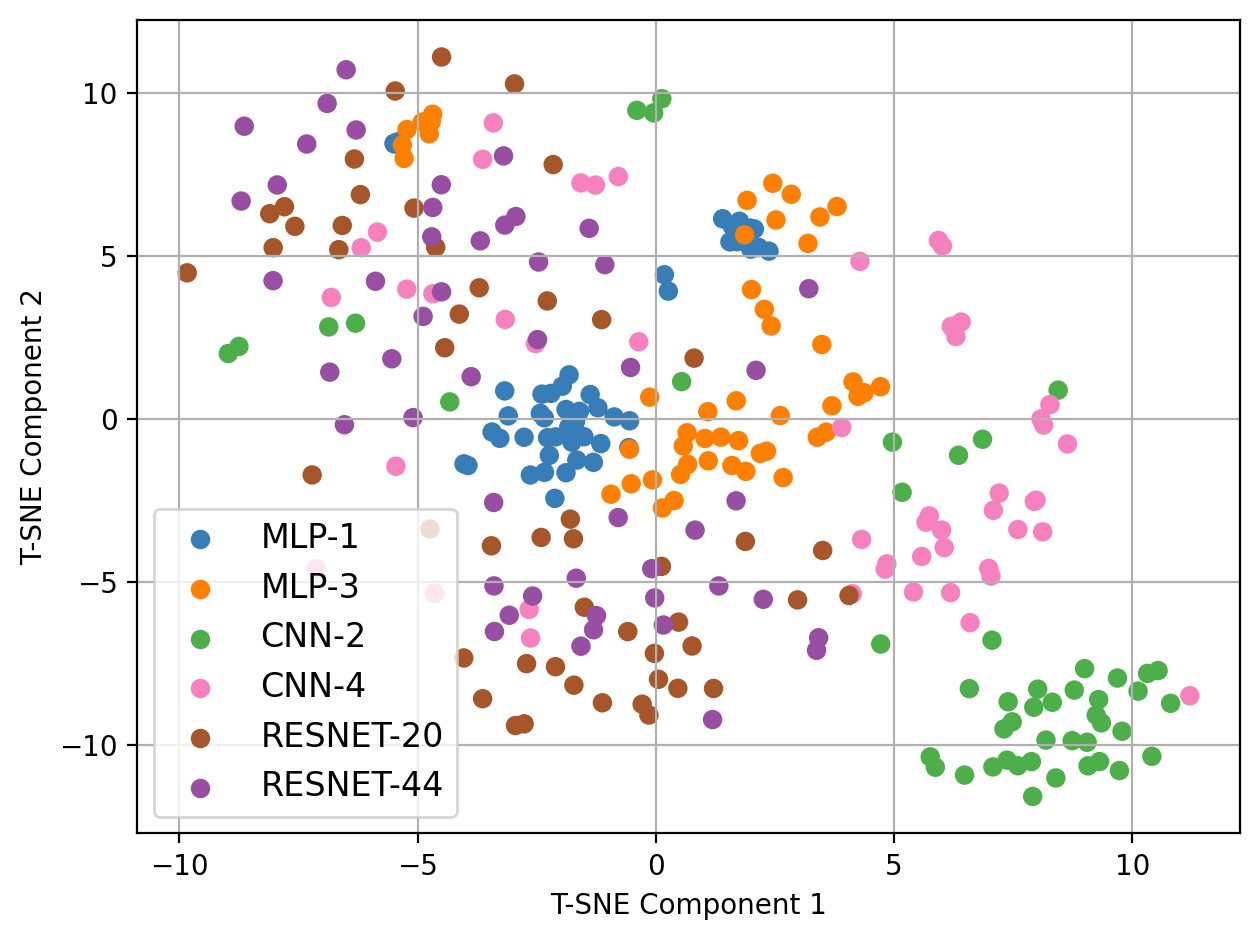 10
5
0
−5
−10
T-SNE Component 2
MLP-1
MLP-3
CNN-2
CNN-4
RESNET-20
RESNET-44
−10
−5
0
5
10
T-SNE Component 1